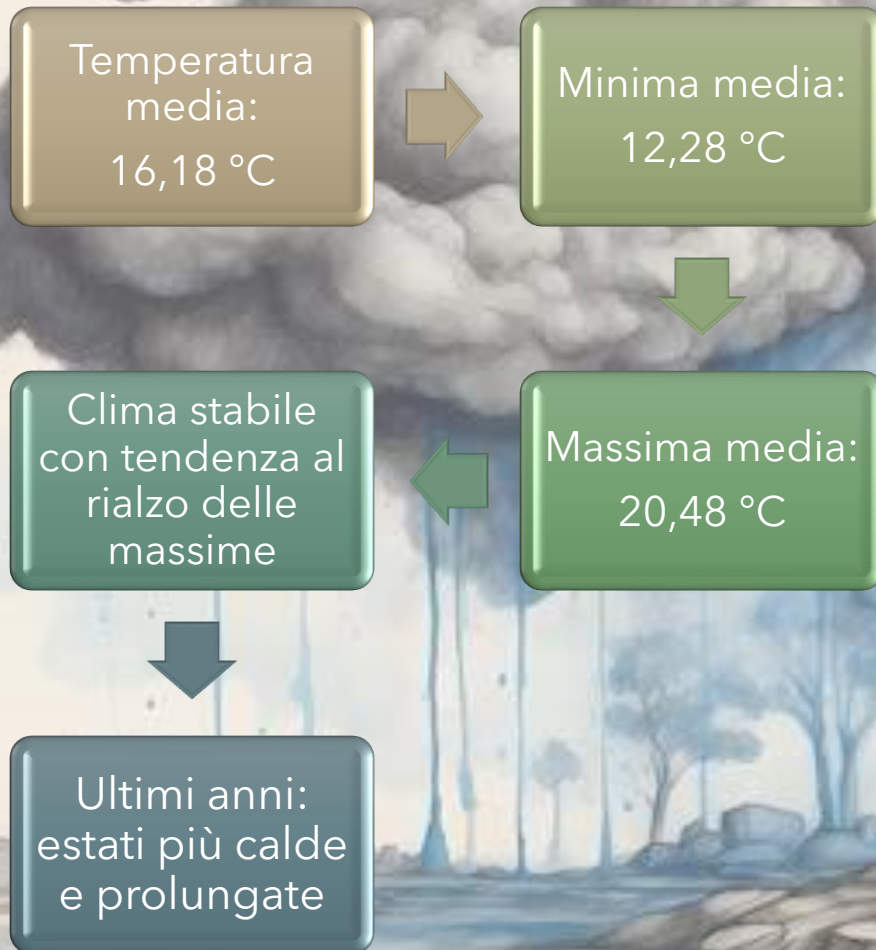 Temperatura
media:
16,18 °C
Minima media:
12,28 °C
Massima media:
20,48 °C
Clima stabile
con tendenza al
rialzo delle
massime
Ultimi anni:
estati più calde
e prolungate